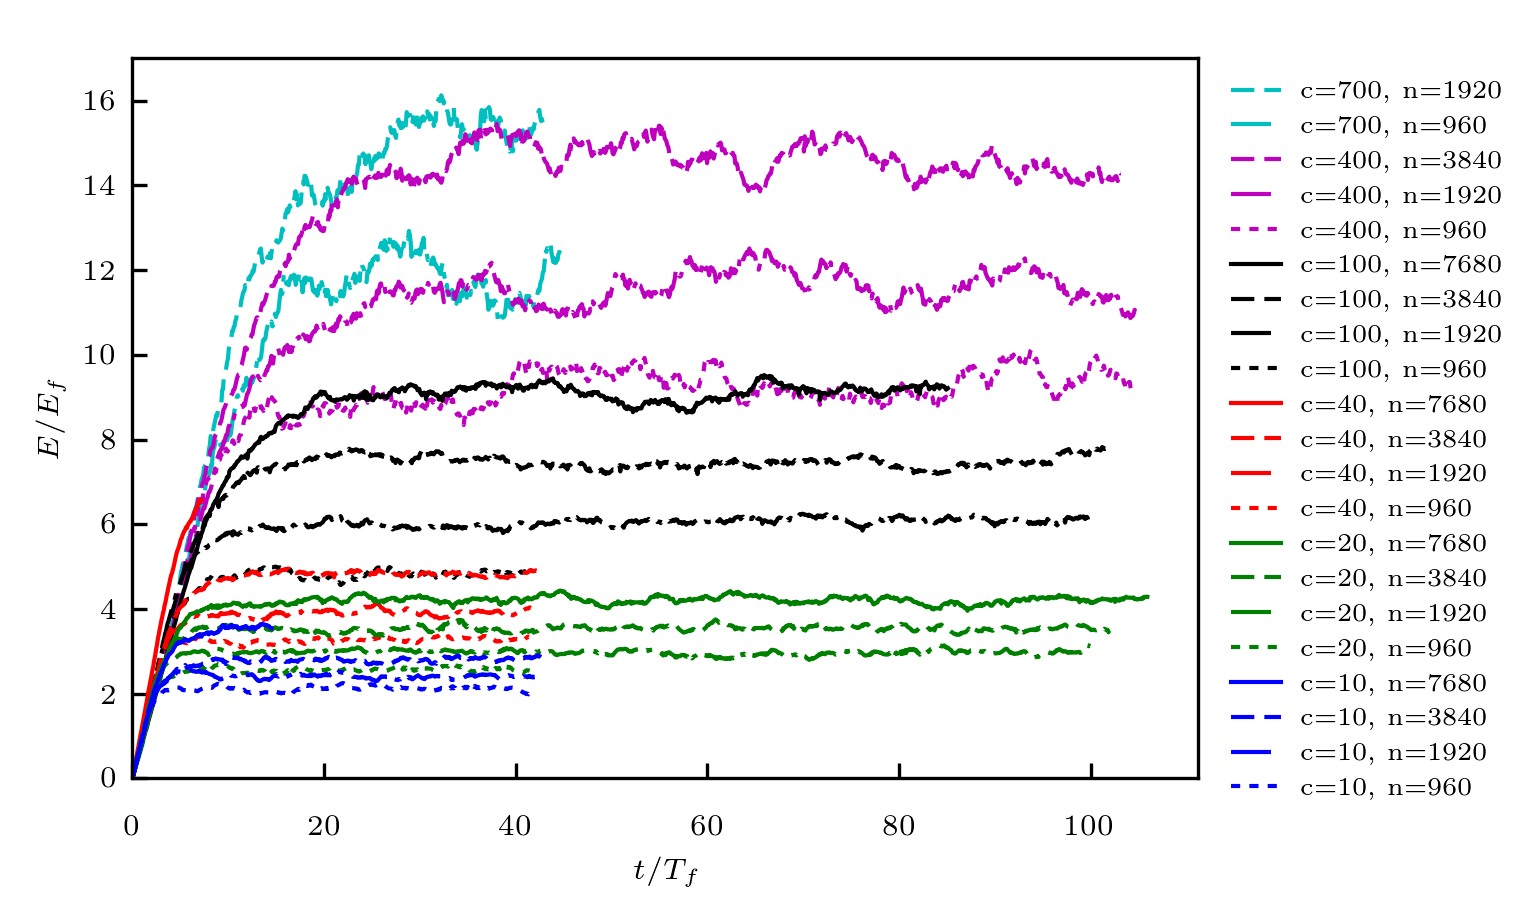 16
14
12
10
8
6
4
2
0
E/E_f
0 20 40 60 80 100
t/T_f
c=700, n=1920
c=700, n=960
c=400, n=3840
c=400, n=1920
c=400, n=960
c=100, n=7680
c=100, n=3840
c=100, n=1920
c=100, n=960
c=40, n=7680
c=40, n=3840
c=40, n=1920
c=40, n=960
c=20, n=7680
c=20, n=3840
c=20, n=1920
c=20, n=960
c=10, n=7680
c=10, n=3840
c=10, n=1920
c=10, n=960